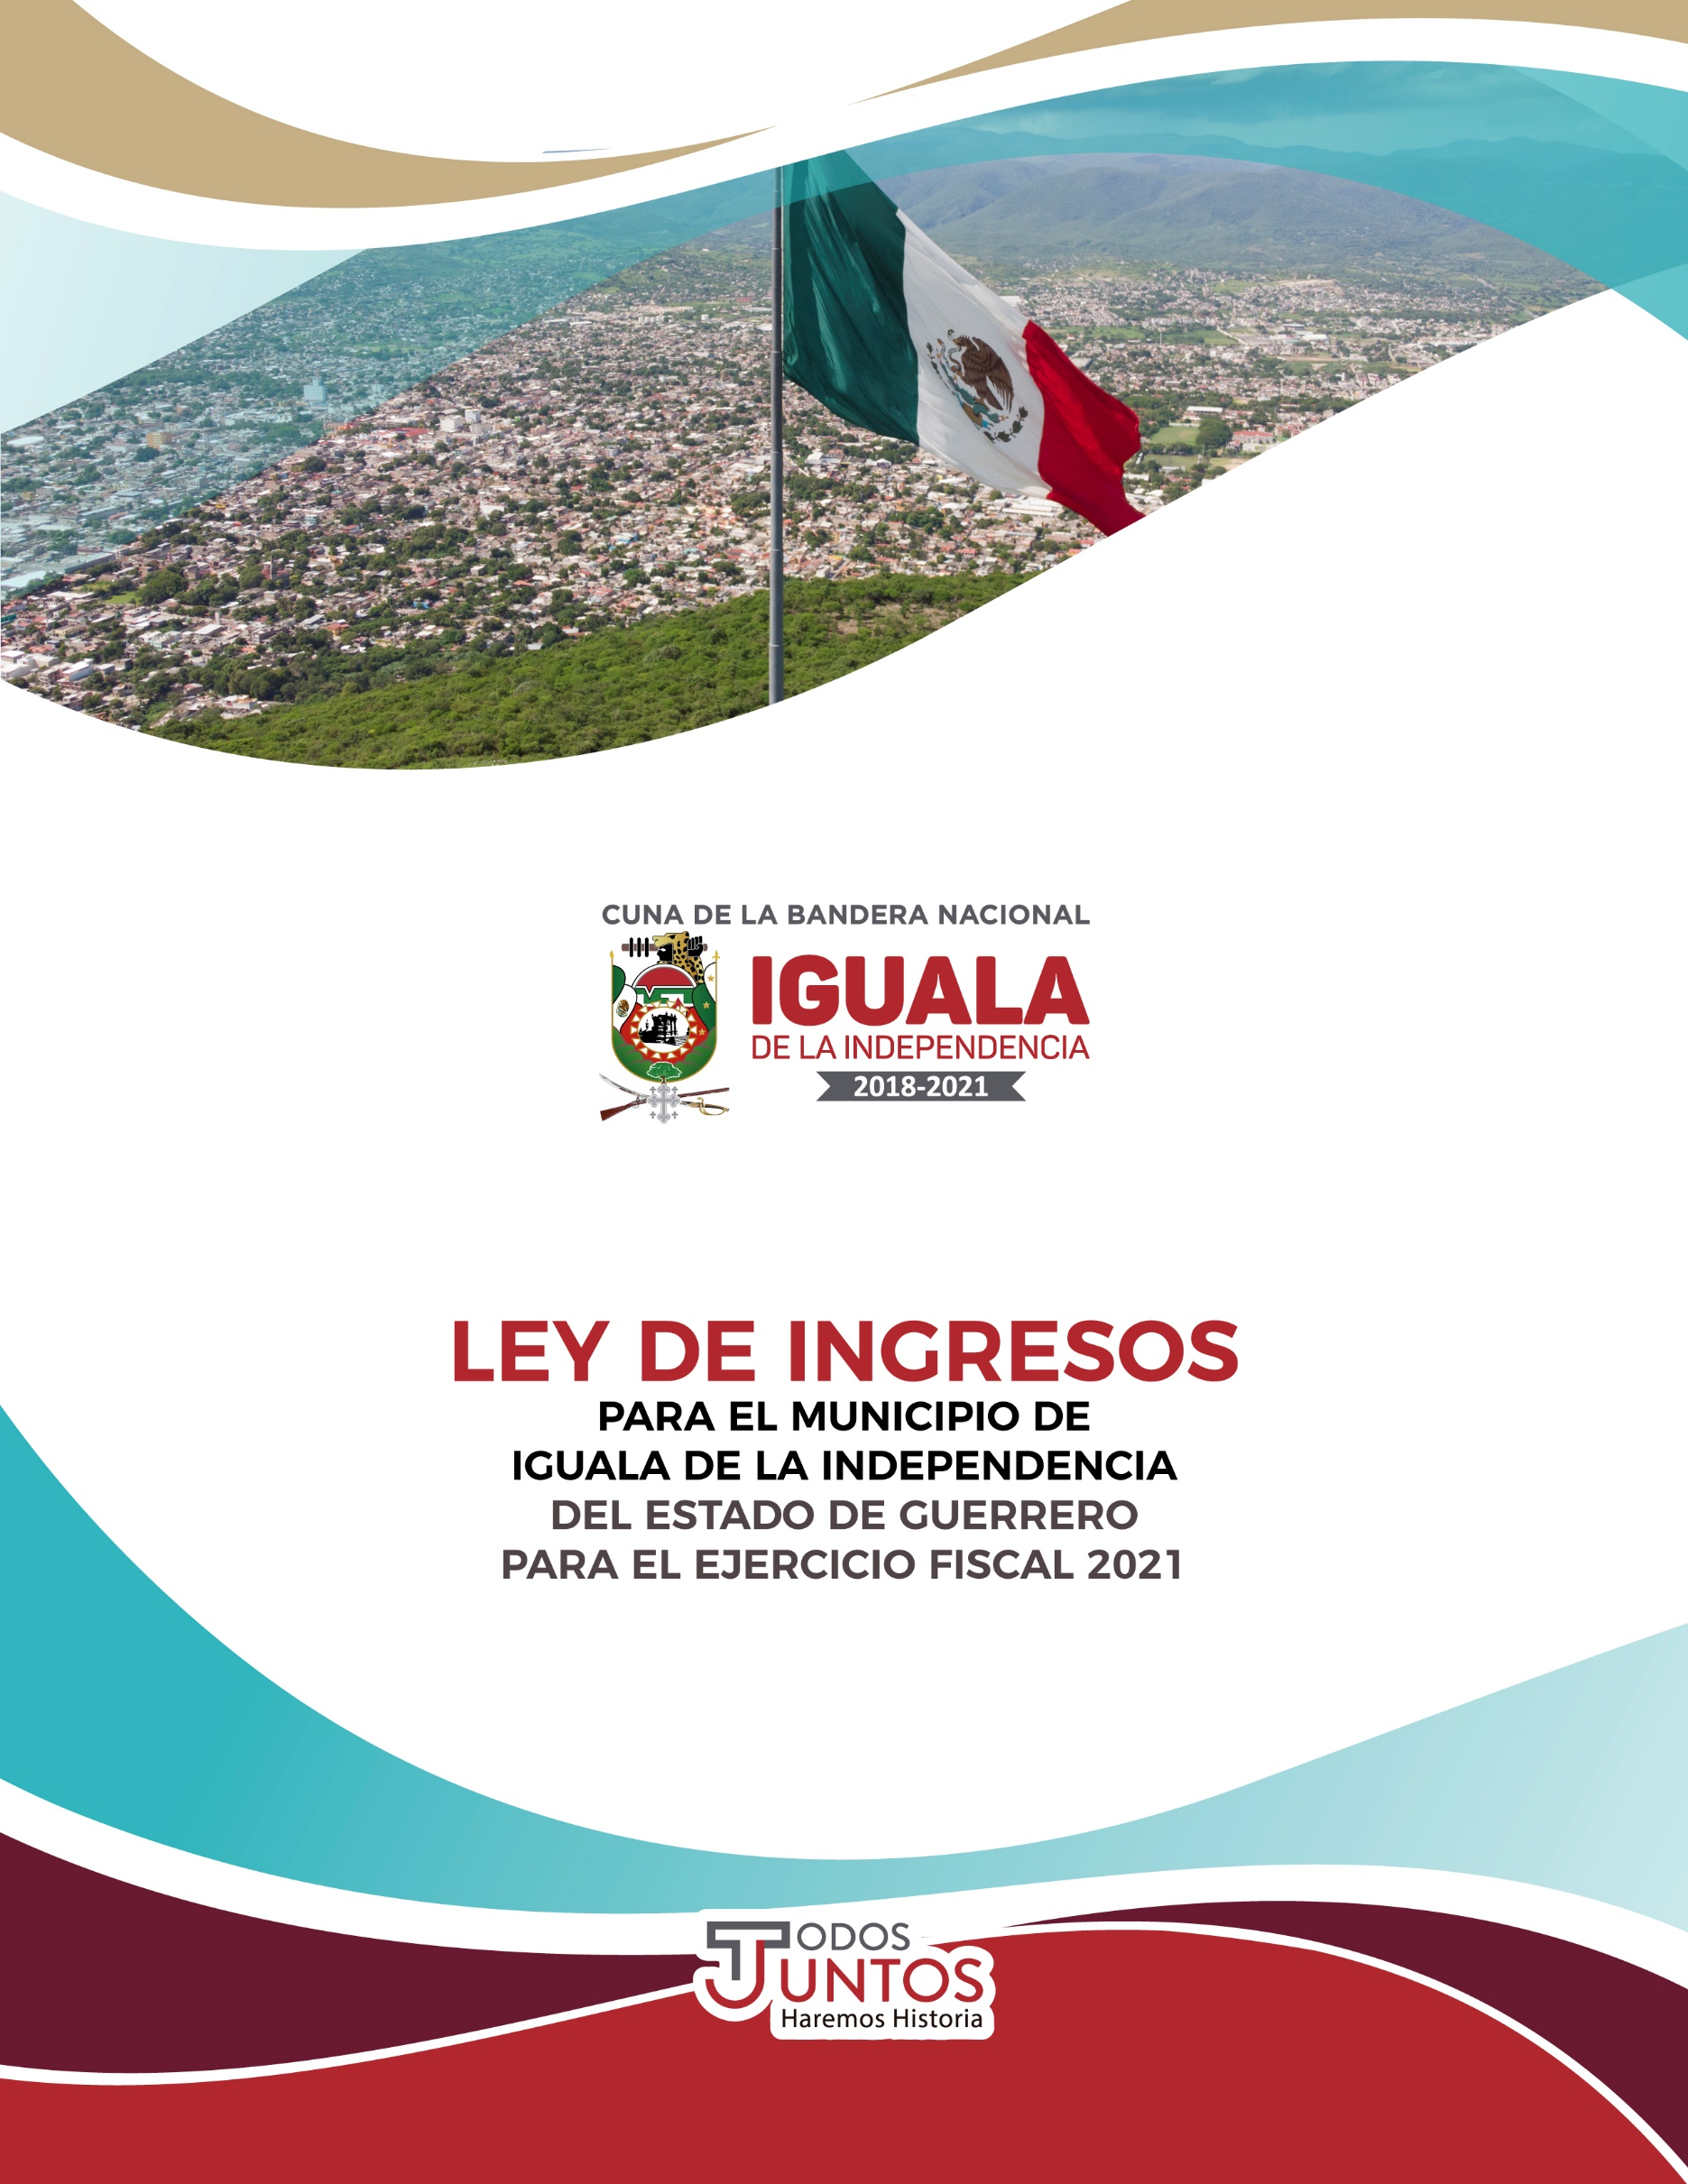 CUNA DE LA BANDERA NACIONAL
IGUALA
DE LA INDEPENDENCIA
2018-2021
LEY DE INGRESOS
PARA EL MUNICIPIO DE
IGUALA DE LA INDEPENDENCIA
DEL ESTADO DE GUERRERO
PARA EL EJERCICIO FISCAL 2021
TODOS
JUNTOS
Haremos Historia